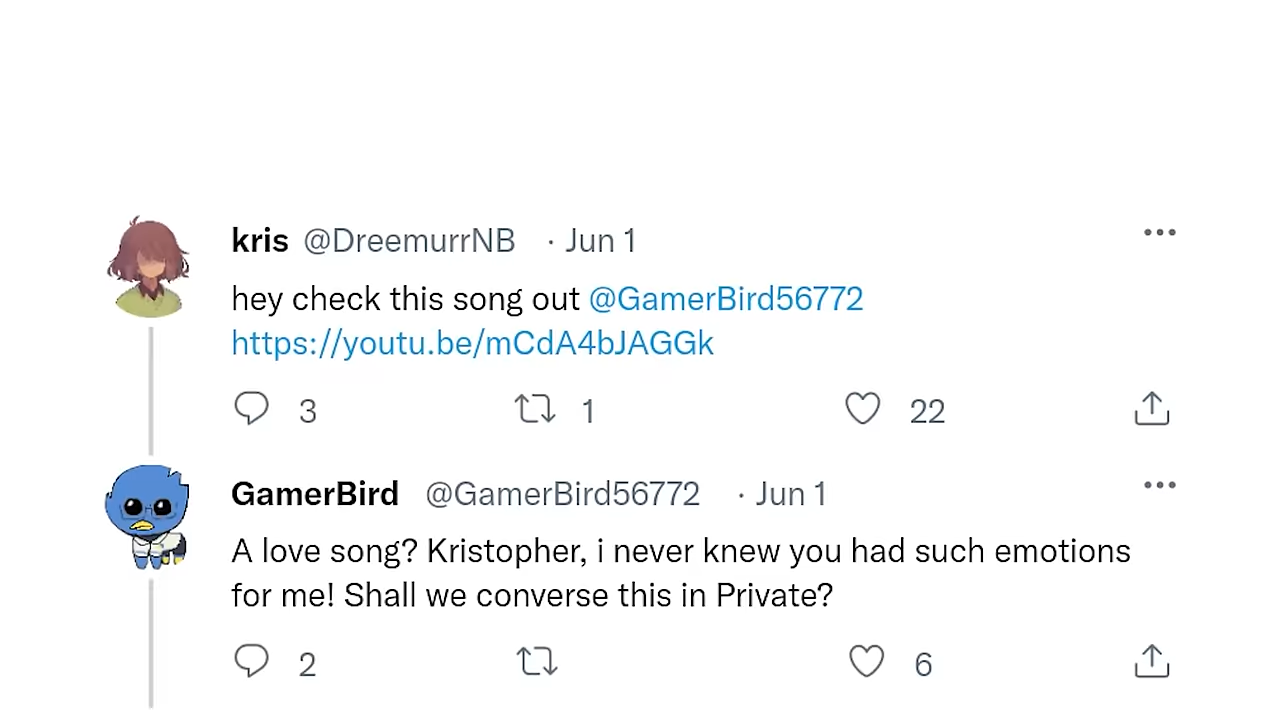 kris @DreemurrNB · Jun 1
hey check this song out @GamerBird56772
https://youtu.be/mCdA4bJAGGk
3 1 22
GamerBird @GamerBird56772 · Jun 1
A love song? Kristopher, i never knew you had such emotions
for me! Shall we converse this in Private?
2 6